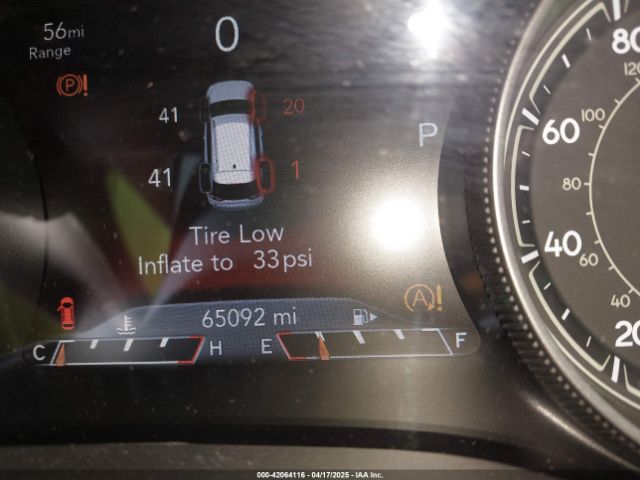 56mi
Range
0
(P)!
41 20
41 1
P
Tire Low
Inflate to 33psi
A!
65092 mi
C H E F
80
120
100
60
80
40
60
40
20
000-42064116 - 04/17/2025 - IAA Inc.